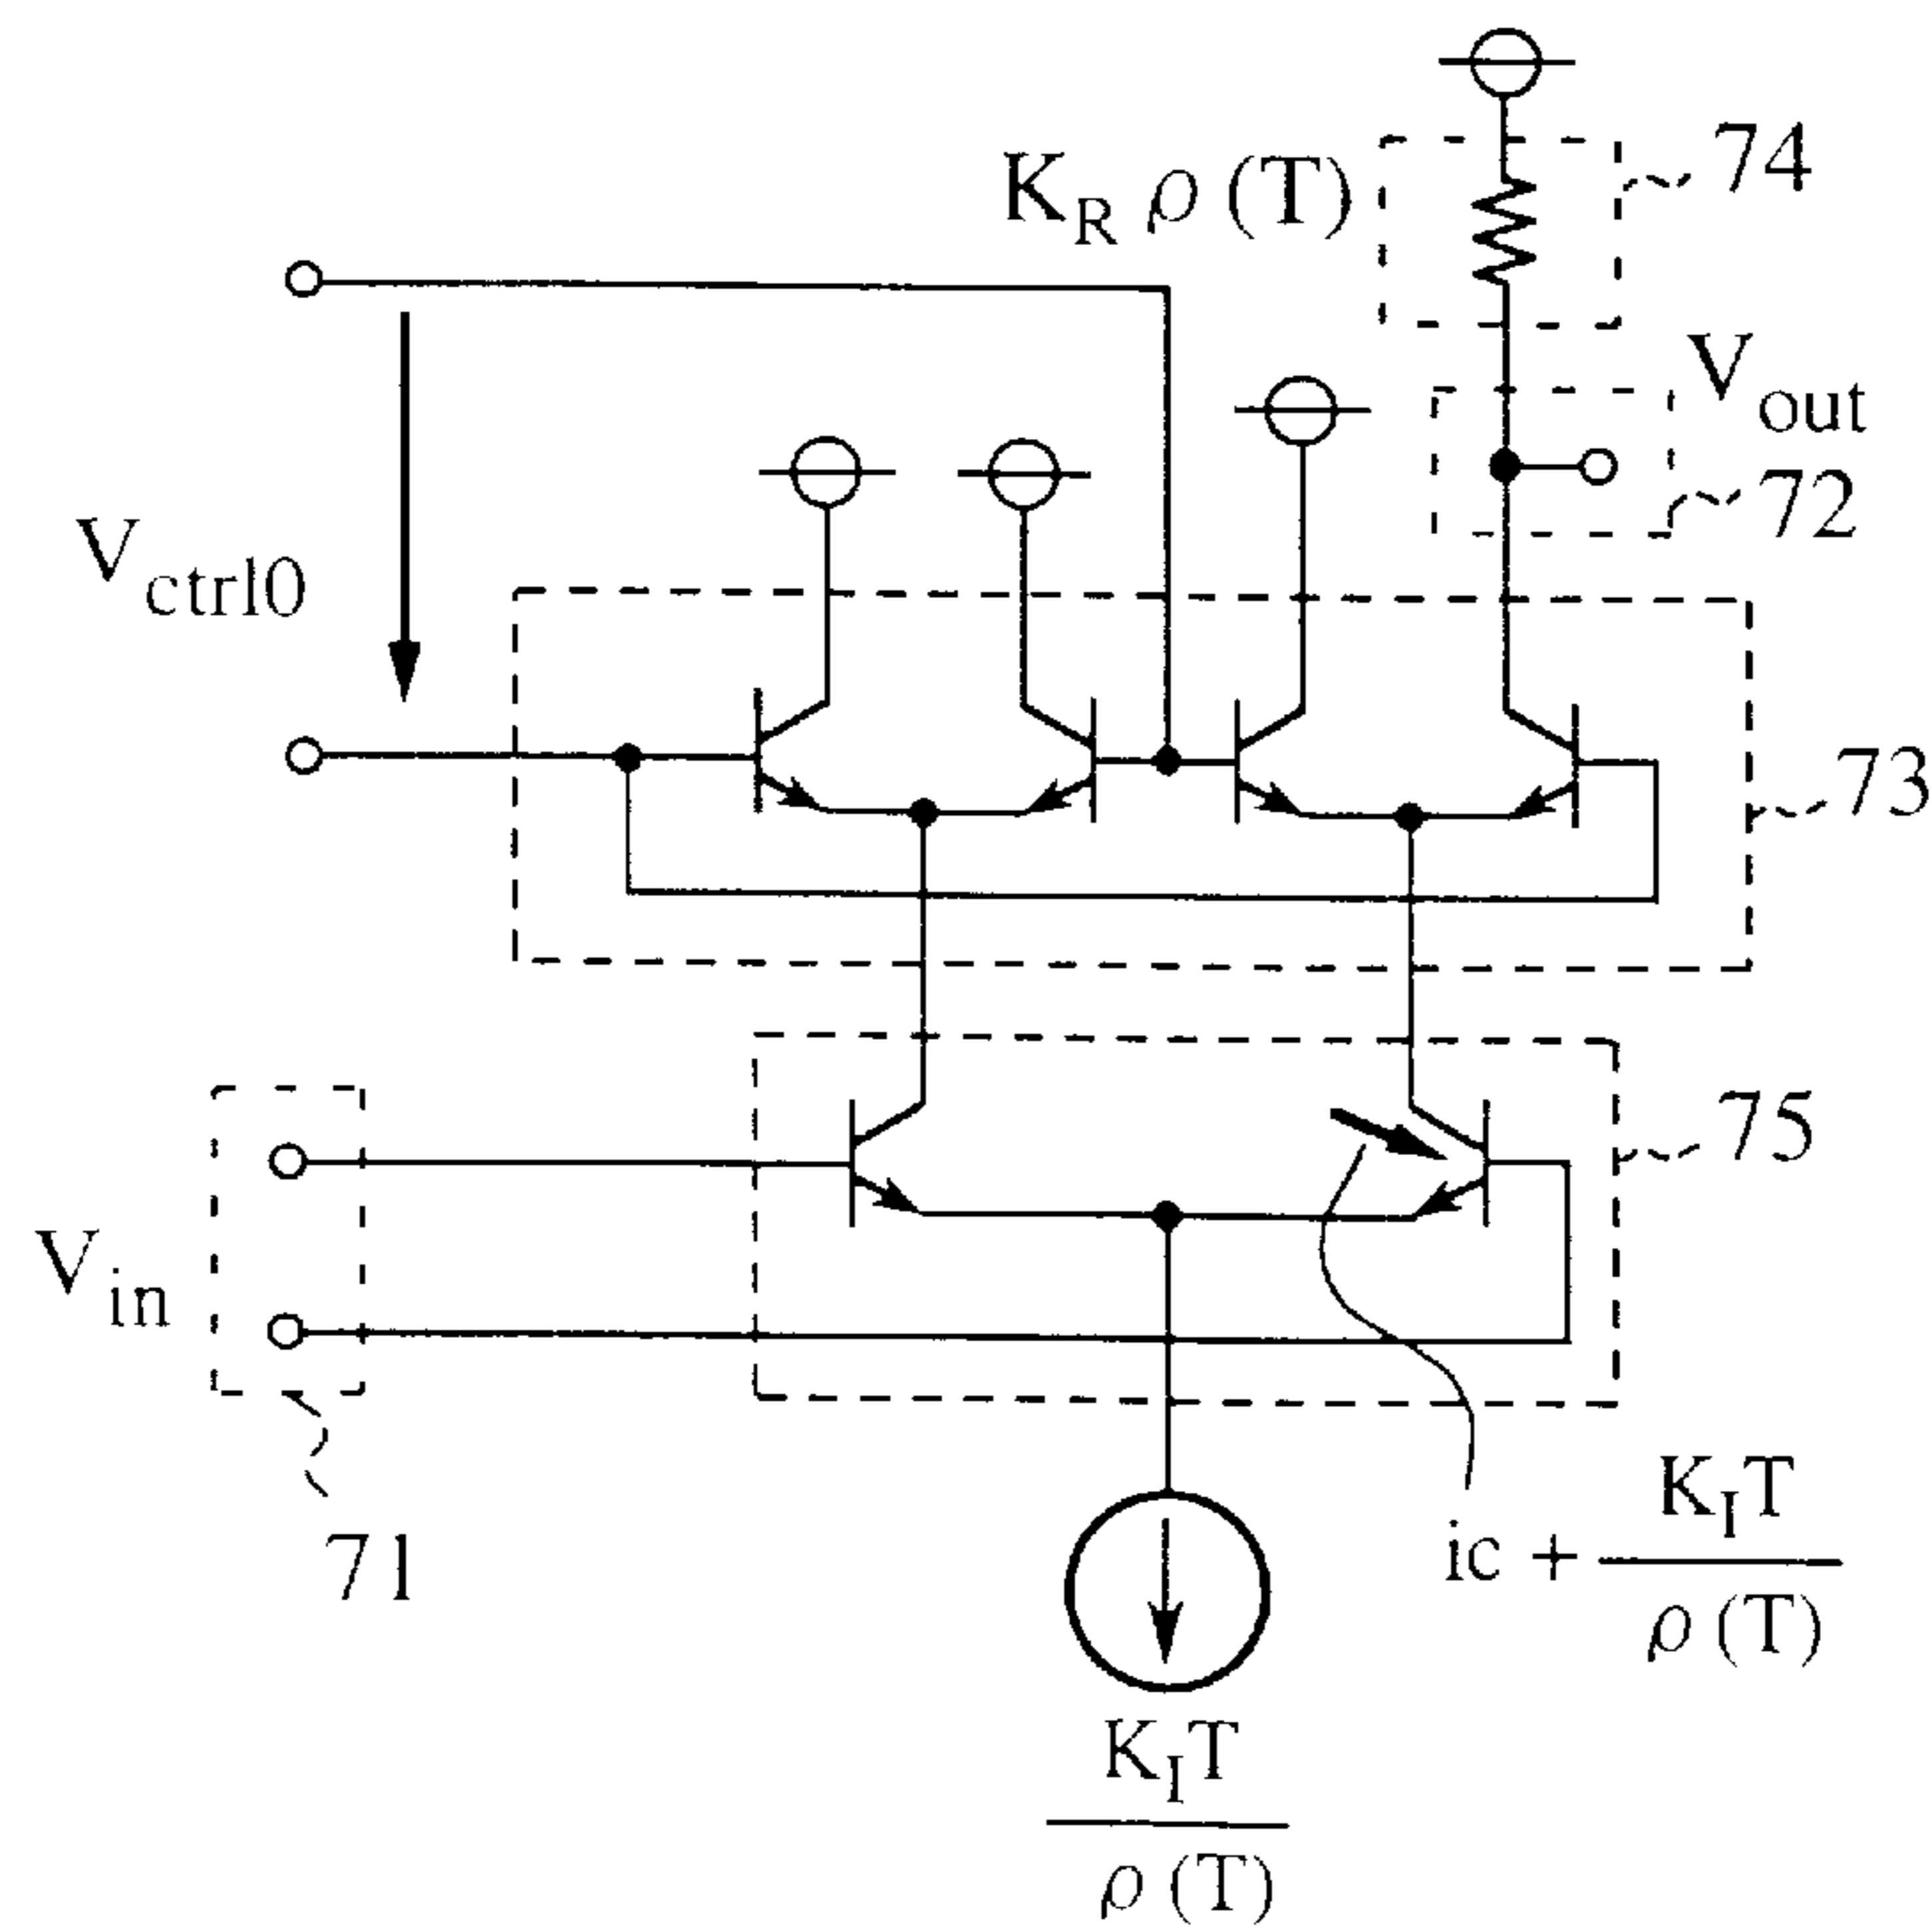 74
K_R ρ (T)
V_out
72
V_ctrl0
73
75
V_in
71
ic + K_I T / ρ (T)
K_I T / ρ (T)